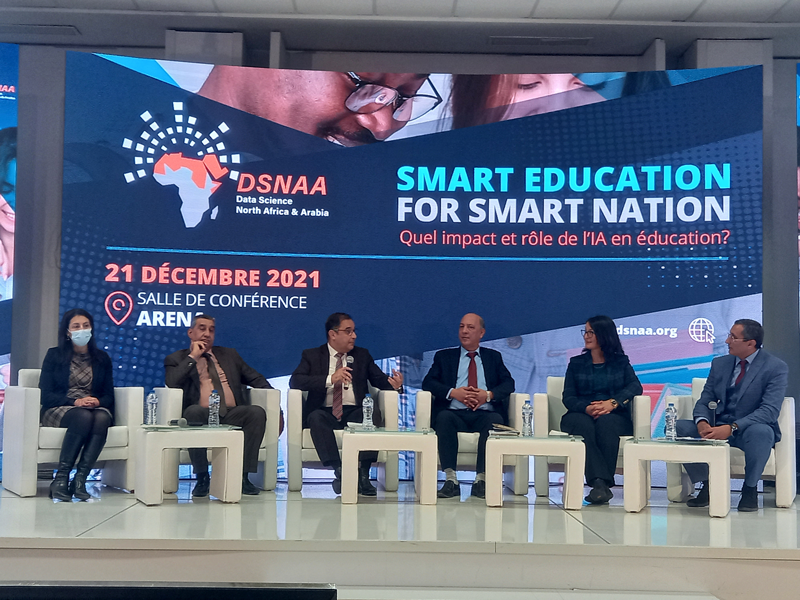 DSNAA
Data Science
North Africa & Arabia
SMART EDUCATION
FOR SMART NATION
Quel impact et rôle de l'IA en éducation?
21 DÉCEMBRE 2021
SALLE DE CONFÉRENCE
dsnaa.org